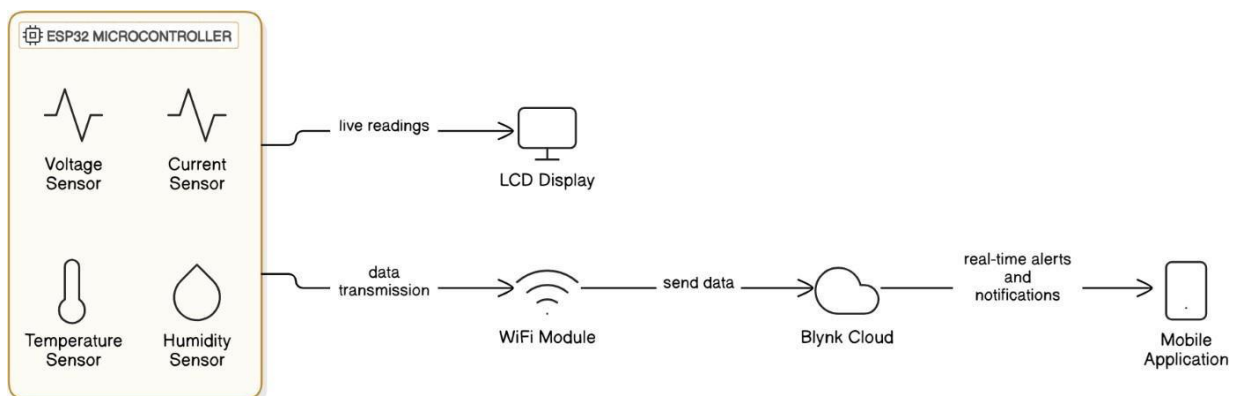 ESP32 MICROCONTROLLER
Voltage
Sensor
Current
Sensor
Temperature
Sensor
Humidity
Sensor
live readings
LCD Display
data
transmission
WiFi Module
send data
Blynk Cloud
real-time alerts
and
notifications
Mobile
Application